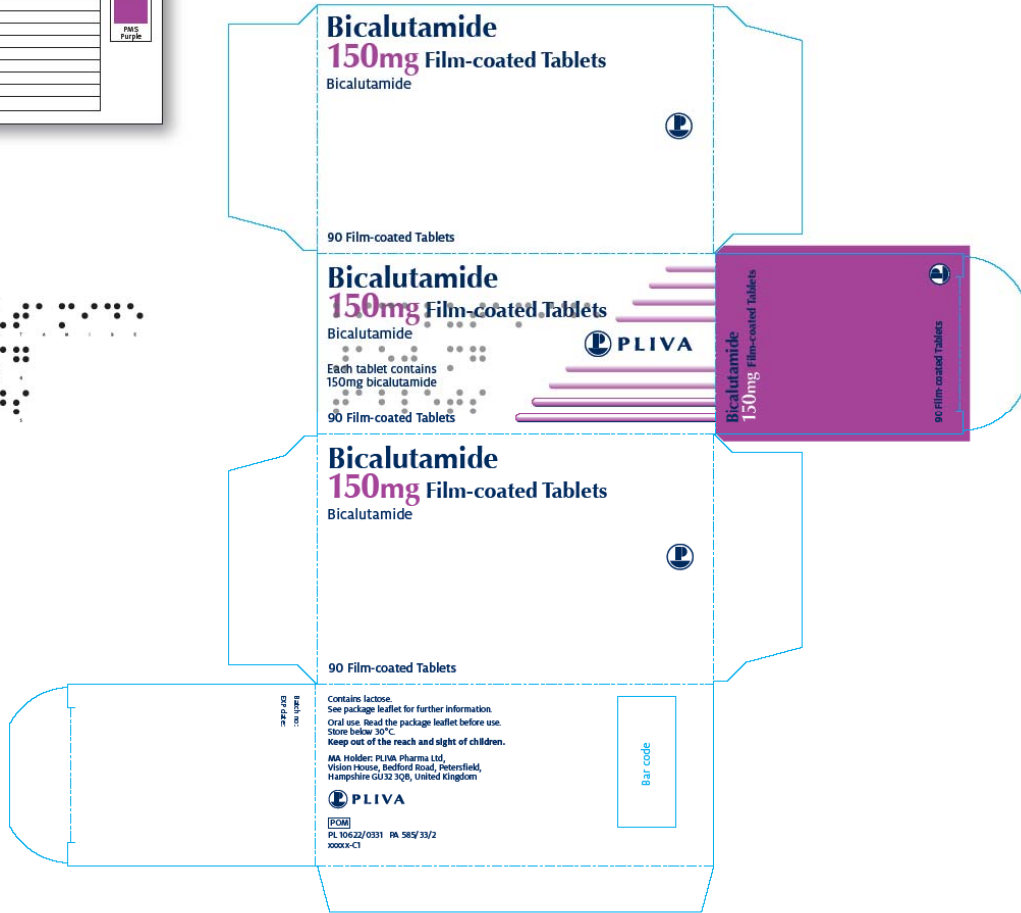 PMS
Purple
Bicalutamide
150mg Film-coated Tablets
Bicalutamide
90 Film-coated Tablets
Bicalutamide
150mg Film-coated Tablets
Bicalutamide
Each tablet contains
150mg bicalutamide
90 Film-coated Tablets
PLIVA
Bicalutamide
150mg Film-coated Tablets
90 Film-coated Tablets
Bicalutamide
150mg Film-coated Tablets
Bicalutamide
90 Film-coated Tablets
Batch no:
EXP date:
Contains lactose.
See package leaflet for further information.
Oral use. Read the package leaflet before use.
Store below 30°C.
Keep out of the reach and sight of children.
MA Holder: PLIVA Pharma Ltd,
Vision House, Bedford Road, Petersfield,
Hampshire GU32 3QB, United Kingdom
PLIVA
POM
PL 10622/0331 PA 585/33/2
xxxxx-C1
Bar code